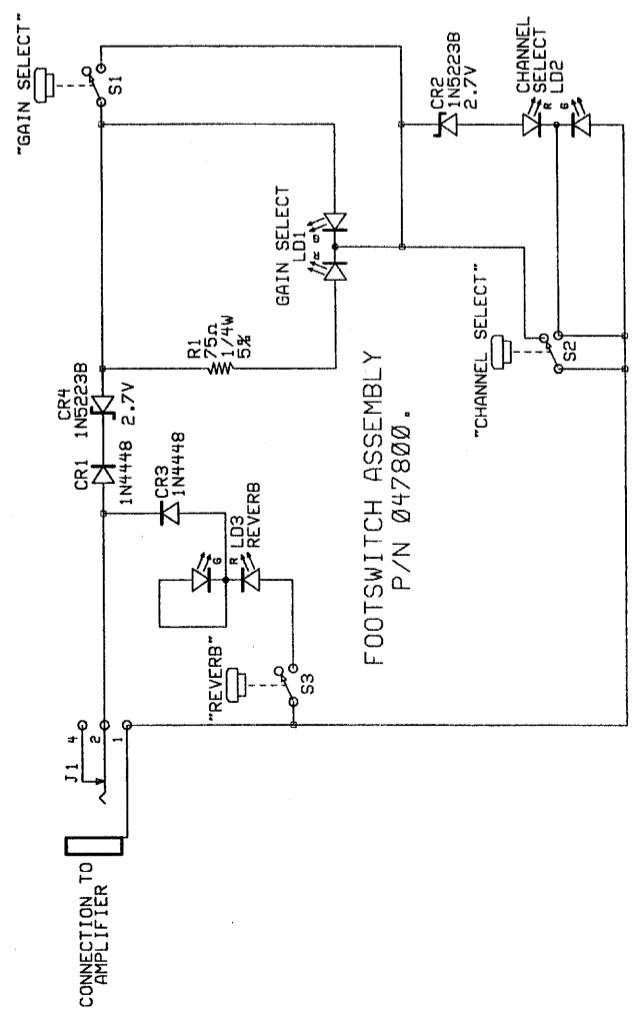 CONNECTION TO
AMPLIFIER
J1
4
2
1
"REVERB"
S3
LD3
REVERB
G
R
CR3
1N4448
CR1
1N4448
CR4
1N5223B
2.7V
R1
75Ω
1/4W
5%
GAIN SELECT
LD1
R G
"GAIN SELECT"
S1
CR2
1N5223B
2.7V
CHANNEL
SELECT
LD2
R
G
"CHANNEL SELECT"
S2
FOOTSWITCH ASSEMBLY
P/N 047800.